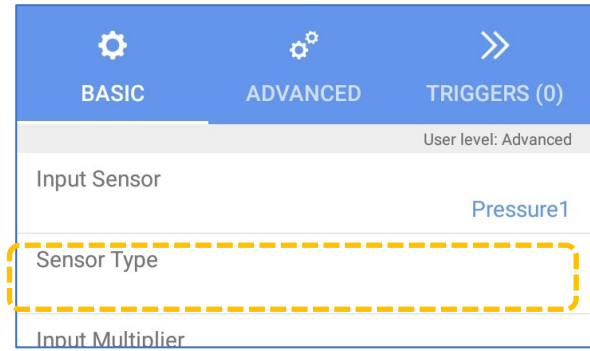 BASIC ADVANCED TRIGGERS (0)
User level: Advanced
Input Sensor
Pressure1
Sensor Type
Input Multiplier